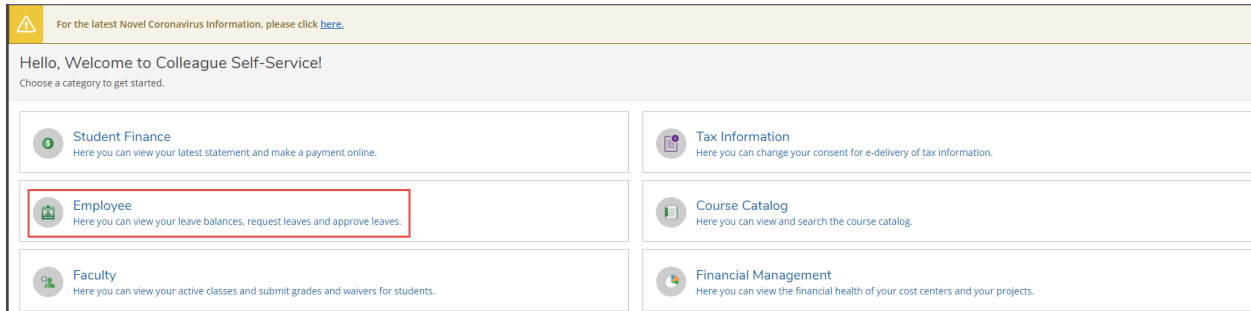 For the latest Novel Coronavirus Information, please click here.
Hello, Welcome to Colleague Self-Service!
Choose a category to get started.
Student Finance
Here you can view your latest statement and make a payment online.
Tax Information
Here you can change your consent for e-delivery of tax information.
Employee
Here you can view your leave balances, request leaves and approve leaves.
Course Catalog
Here you can view and search the course catalog.
Faculty
Here you can view your active classes and submit grades and waivers for students.
Financial Management
Here you can view the financial health of your cost centers and your projects.